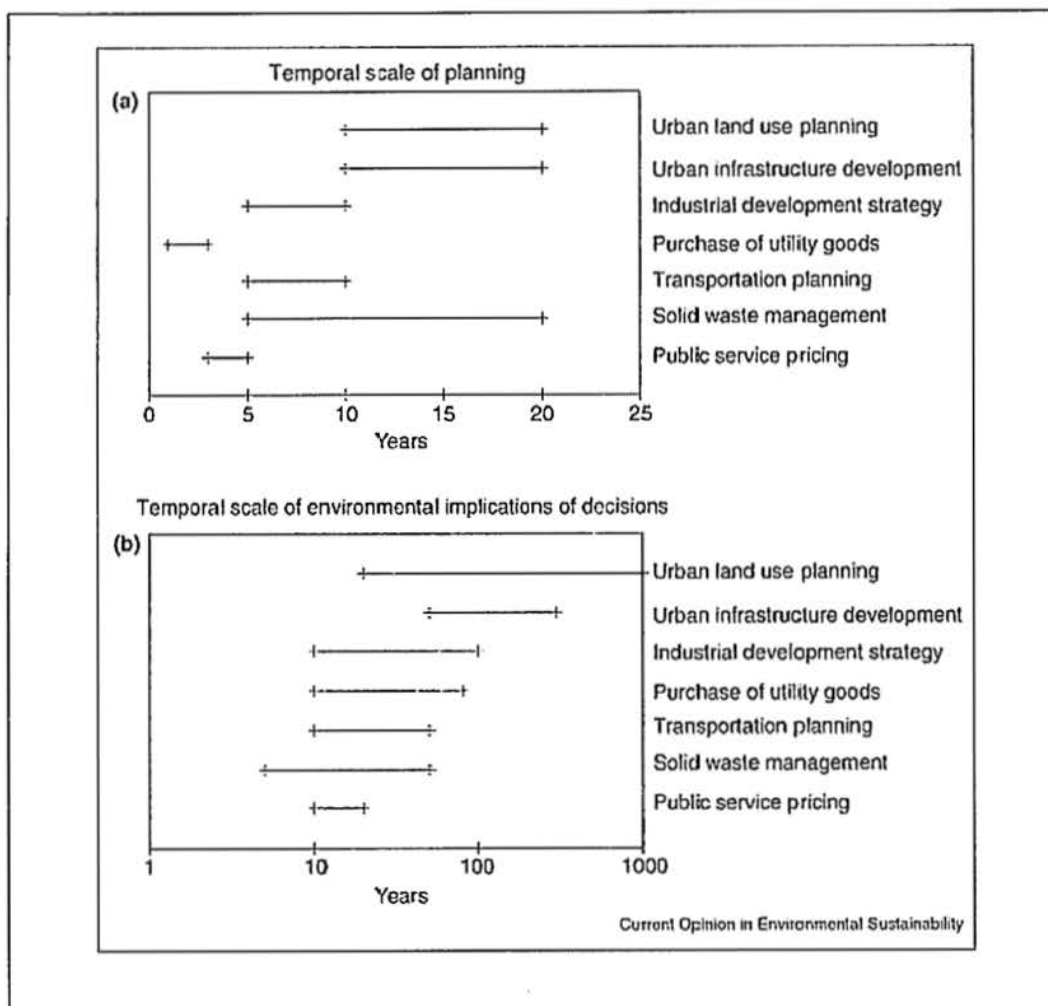 Temporal scale of planning
(a)
Urban land use planning
Urban infrastructure development
Industrial development strategy
Purchase of utility goods
Transportation planning
Solid waste management
Public service pricing
0 5 10 15 20 25
Years
Temporal scale of environmental implications of decisions
(b)
Urban land use planning
Urban infrastructure development
Industrial development strategy
Purchase of utility goods
Transportation planning
Solid waste management
Public service pricing
1 10 100 1000
Years
Current Opinion in Environmental Sustainability